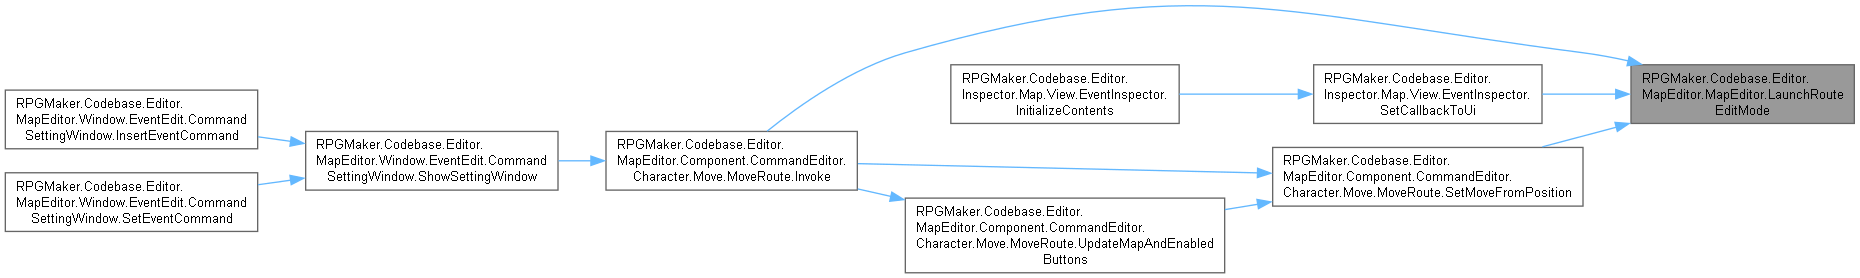 RPGMaker.Codebase.Editor.
MapEditor.Window.EventEdit.Command
SettingWindow.InsertEventCommand
RPGMaker.Codebase.Editor.
MapEditor.Window.EventEdit.Command
SettingWindow.SetEventCommand
RPGMaker.Codebase.Editor.
MapEditor.Window.EventEdit.Command
SettingWindow.ShowSettingWindow
RPGMaker.Codebase.Editor.
MapEditor.Component.CommandEditor.
Character.Move.MoveRoute.Invoke
RPGMaker.Codebase.Editor.
Inspector.Map.View.EventInspector.
InitializeContents
RPGMaker.Codebase.Editor.
MapEditor.Component.CommandEditor.
Character.Move.MoveRoute.UpdateMapAndEnabled
Buttons
RPGMaker.Codebase.Editor.
Inspector.Map.View.EventInspector.
SetCallbackToUi
RPGMaker.Codebase.Editor.
MapEditor.Component.CommandEditor.
Character.Move.MoveRoute.SetMoveFromPosition
RPGMaker.Codebase.Editor.
MapEditor.MapEditor.LaunchRoute
EditMode